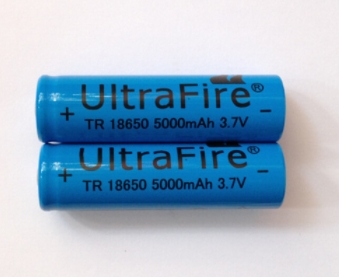 UltraFire®
+ TR 18650 5000mAh 3.7V −
UltraFire®
+ TR 18650 5000mAh 3.7V −